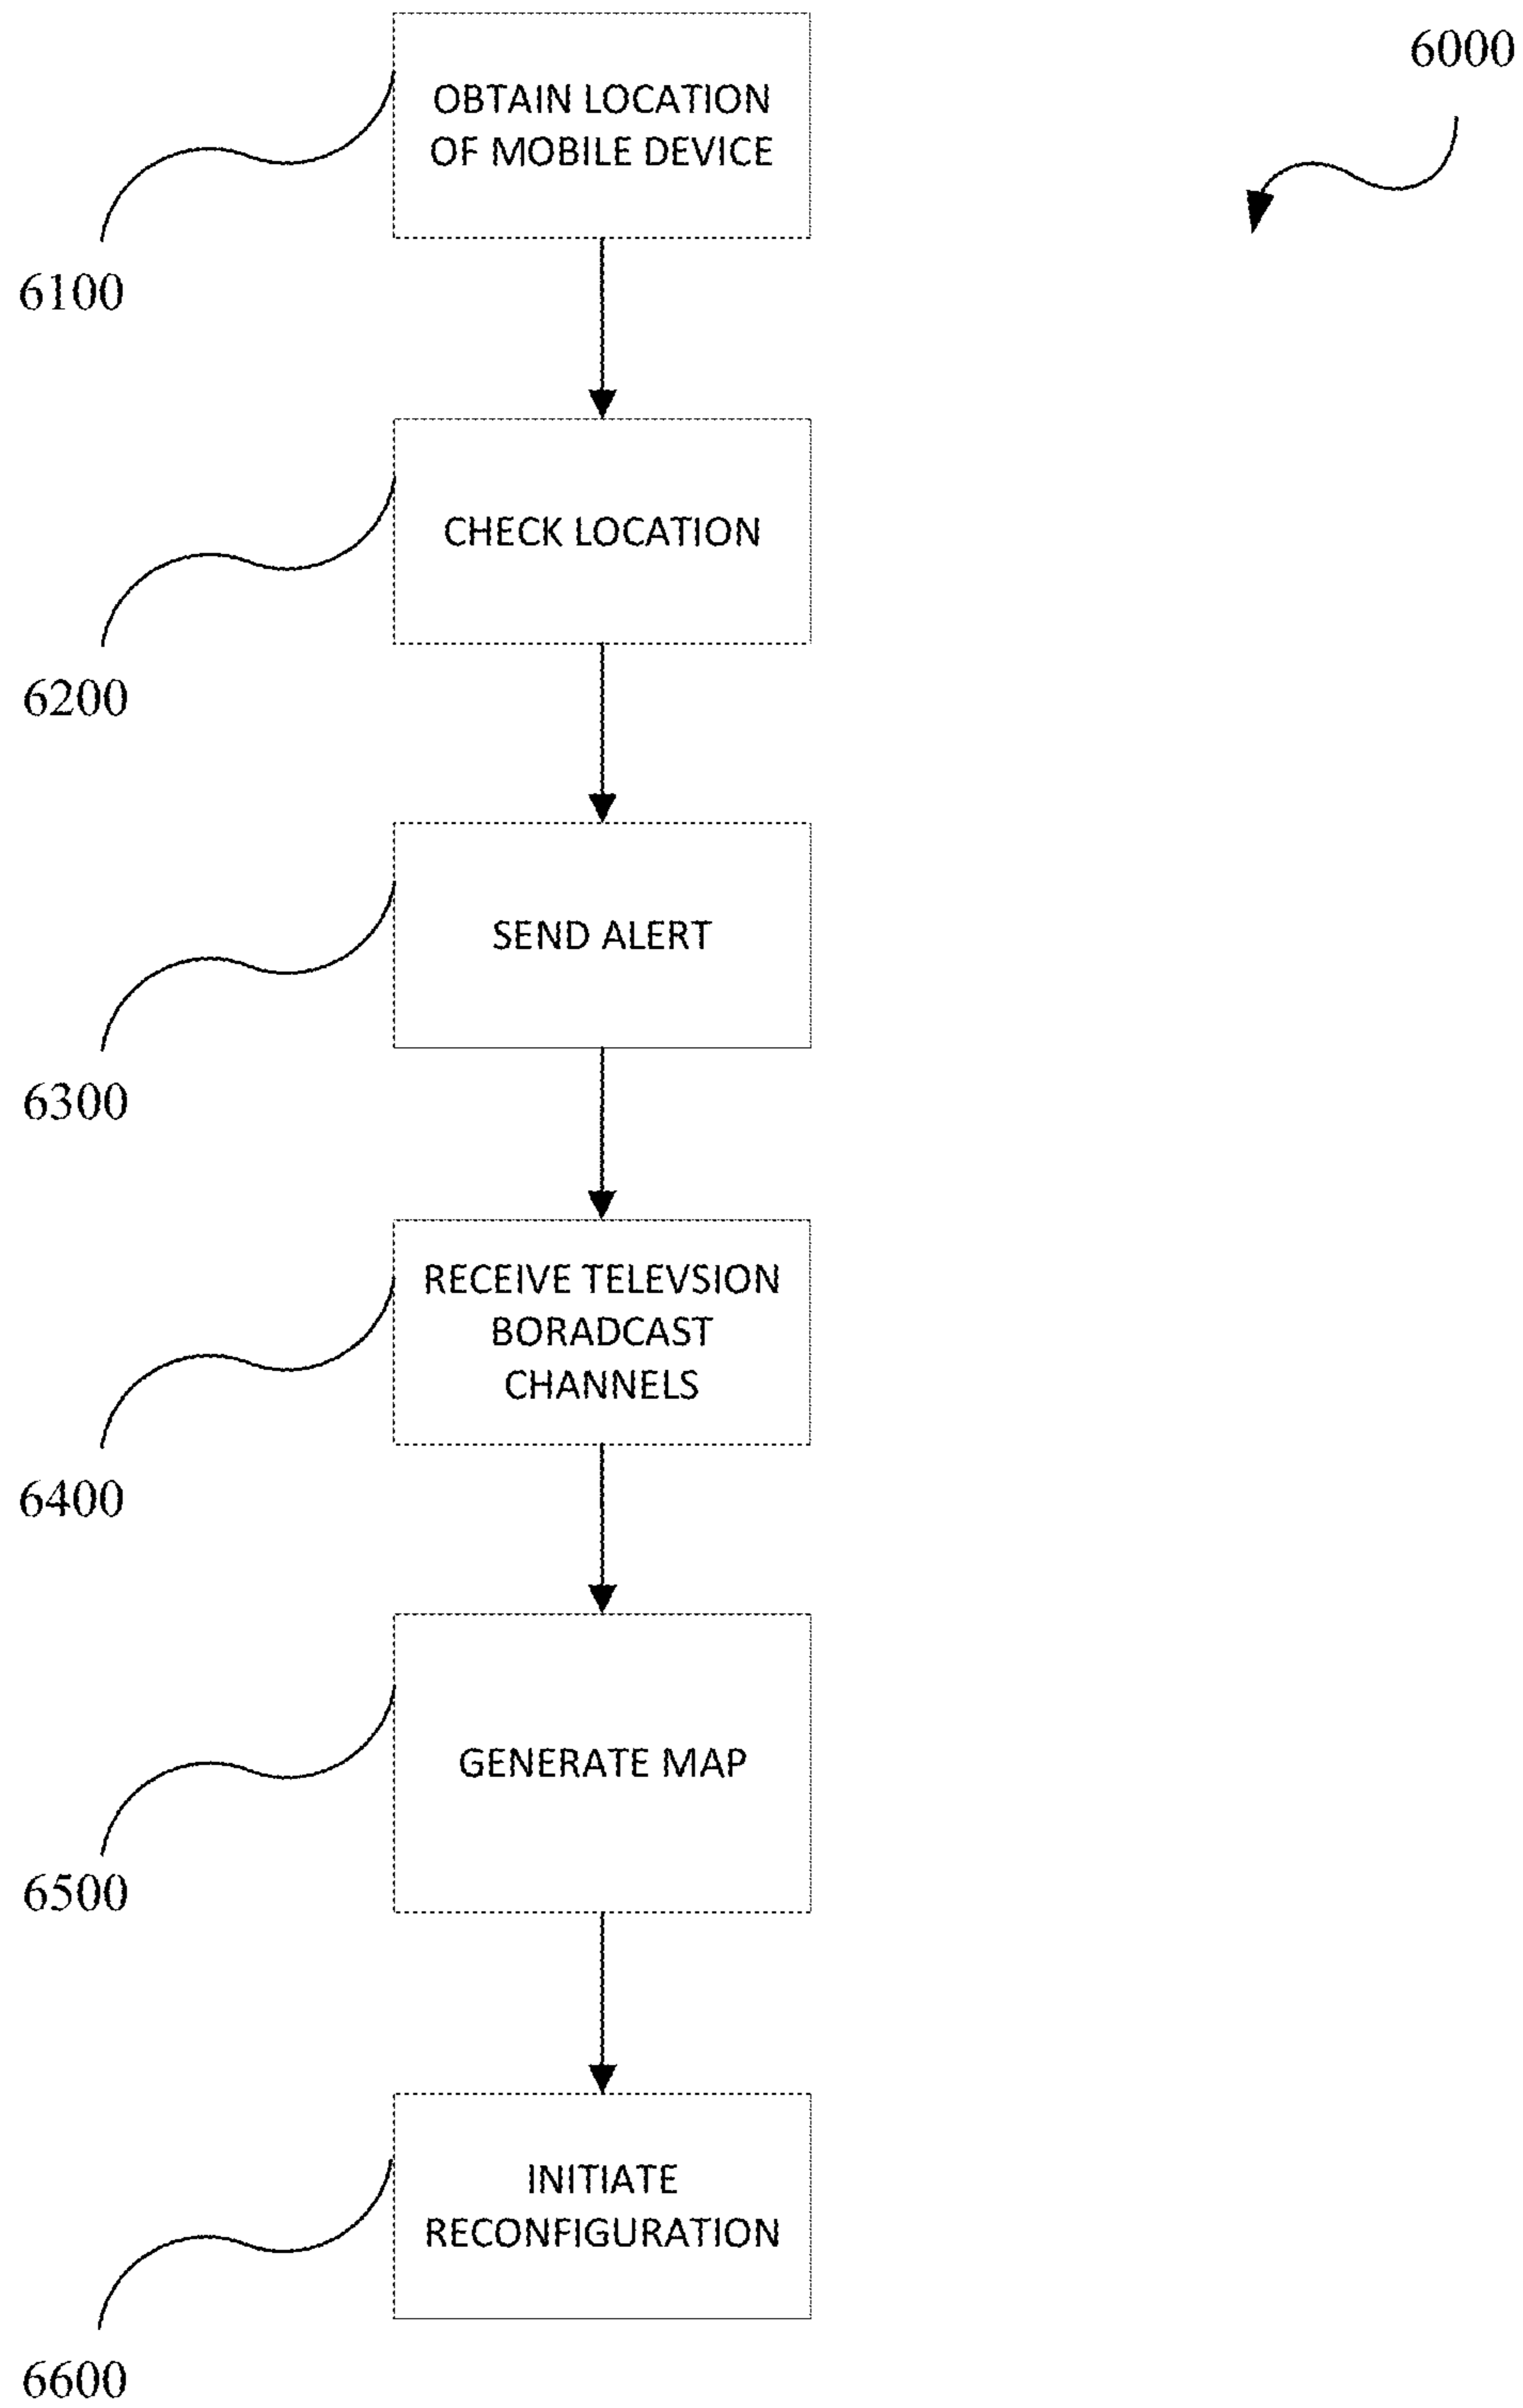 6000
OBTAIN LOCATION
OF MOBILE DEVICE
6100
CHECK LOCATION
6200
SEND ALERT
6300
RECEIVE TELEVSION
BORADCAST
CHANNELS
6400
GENERATE MAP
6500
INITIATE
RECONFIGURATION
6600